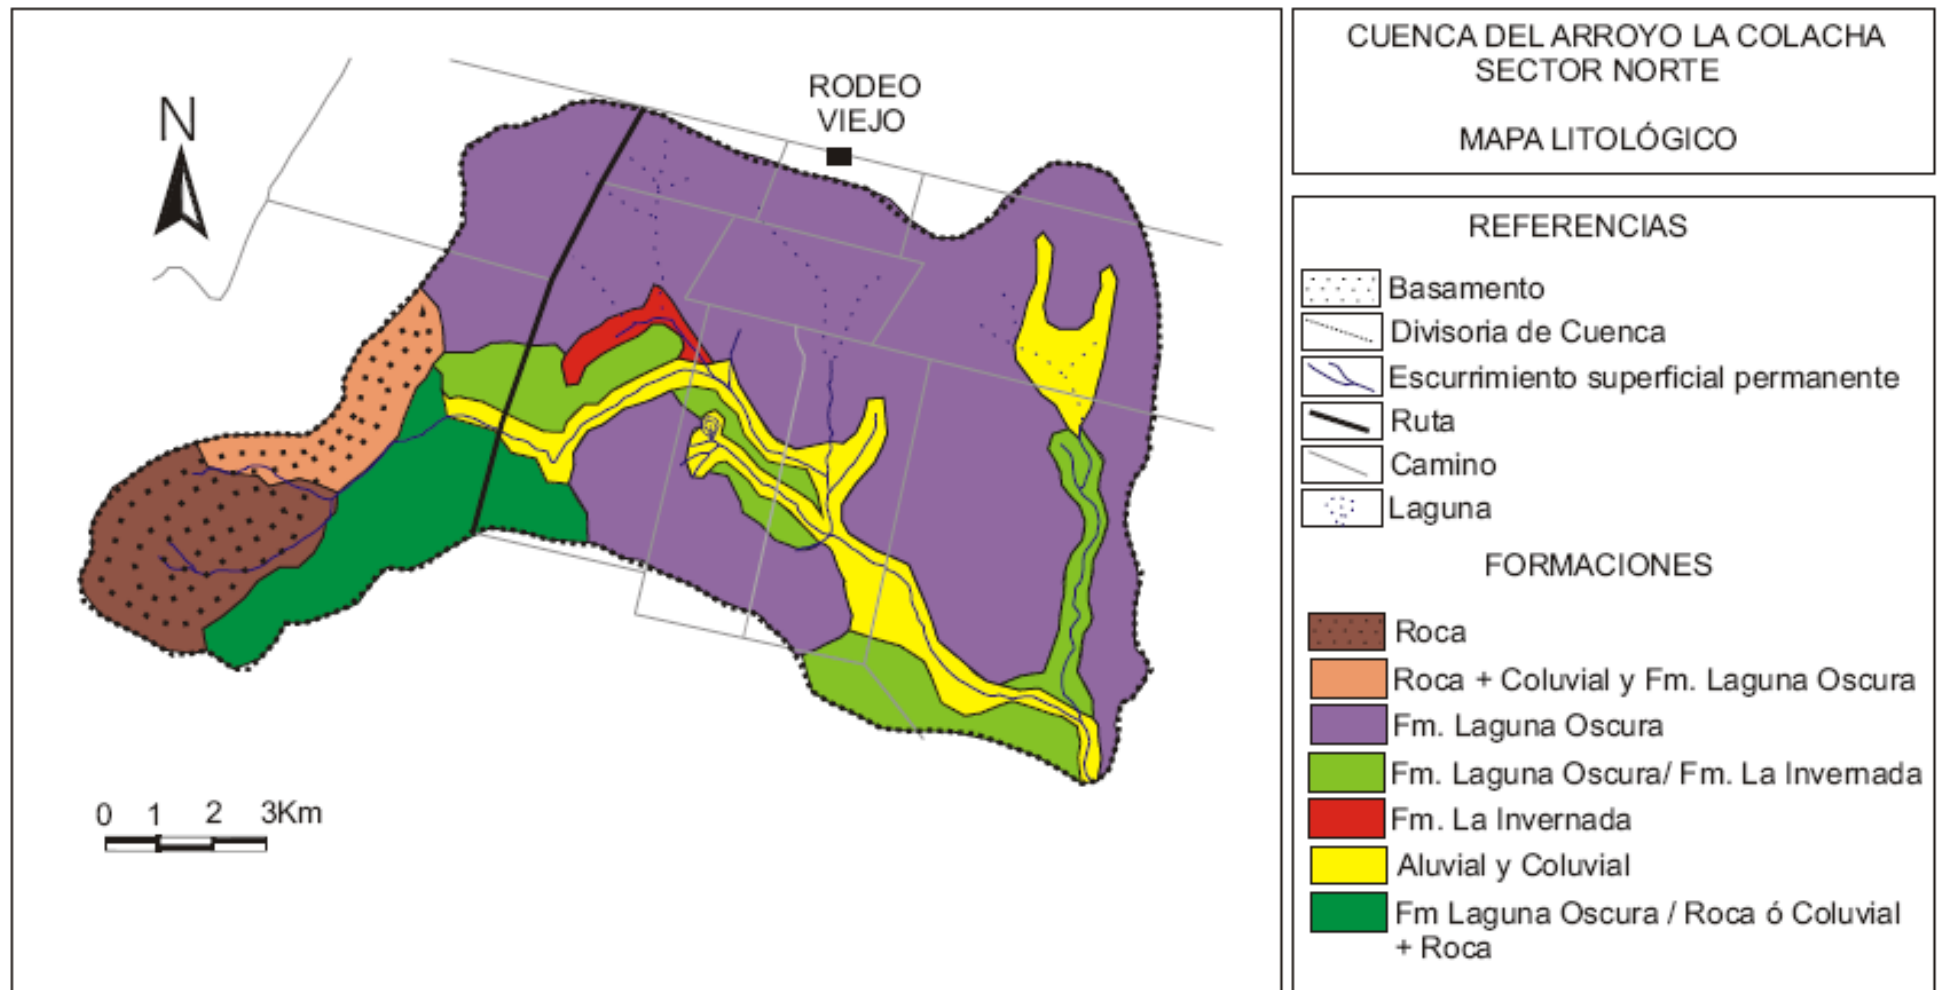 N
RODEO
VIEJO
0 1 2 3Km
CUENCA DEL ARROYO LA COLACHA
SECTOR NORTE
MAPA LITOLÓGICO
REFERENCIAS
Basamento
Divisoria de Cuenca
Escurrimiento superficial permanente
Ruta
Camino
Laguna
FORMACIONES
Roca
Roca + Coluvial y Fm. Laguna Oscura
Fm. Laguna Oscura
Fm. Laguna Oscura/ Fm. La Invernada
Fm. La Invernada
Aluvial y Coluvial
Fm Laguna Oscura / Roca ó Coluvial
+ Roca